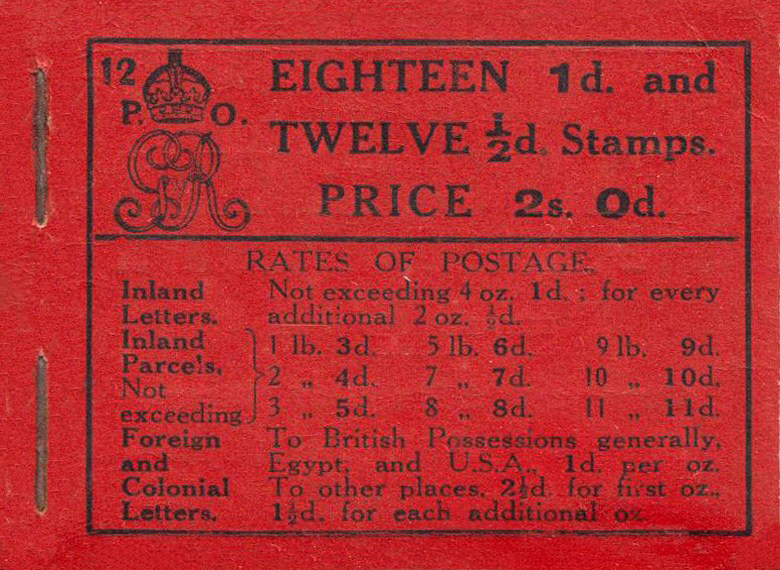 12
P. O.
GR
EIGHTEEN 1d. and
TWELVE ½d. Stamps.
PRICE 2s. 0d.
RATES OF POSTAGE.
Inland Letters. Not exceeding 4 oz. 1d. ; for every
additional 2 oz. ½d.
Inland Parcels, Not exceeding
1 lb. 3d. 5 lb. 6d. 9 lb. 9d.
2 „ 4d. 7 „ 7d. 10 „ 10d.
3 „ 5d. 8 „ 8d. 11 „ 11d.
Foreign and Colonial Letters.
To British Possessions generally,
Egypt, and U.S.A., 1d. per oz.
To other places, 2½d. for first oz.,
1½d. for each additional oz.